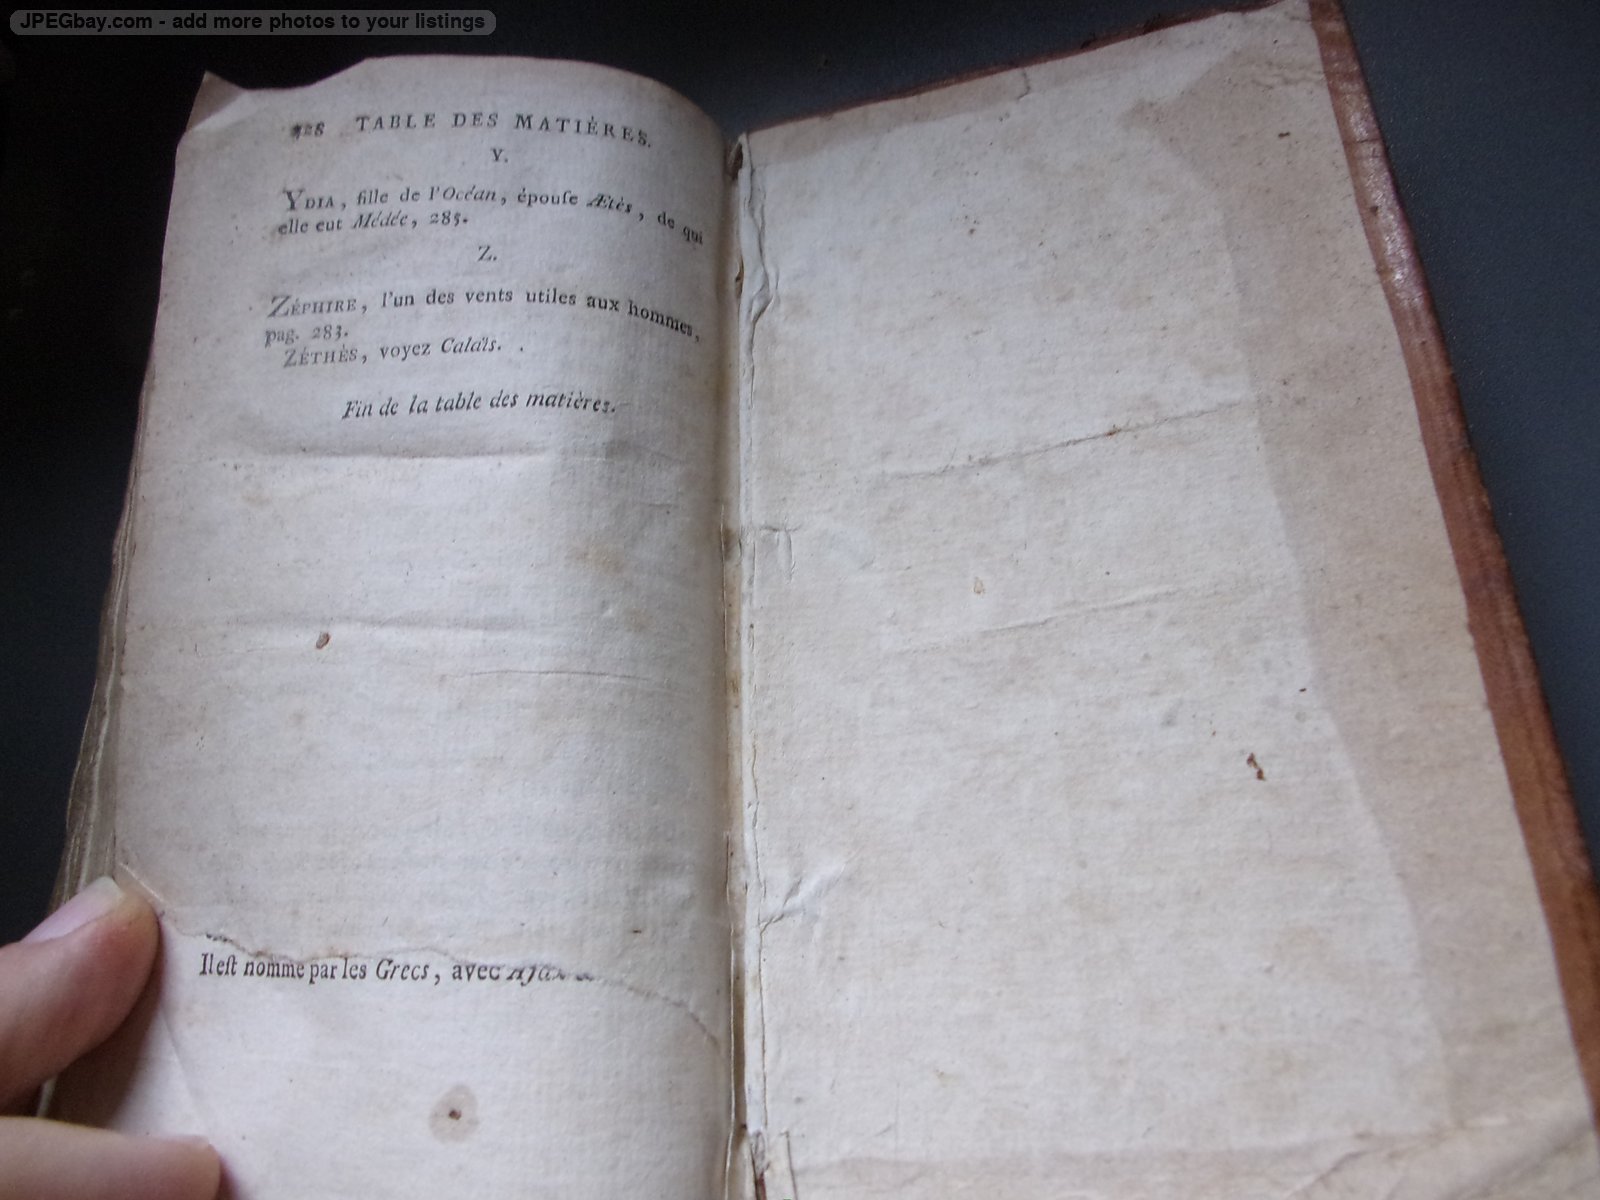 JPEGbay.com - add more photos to your listings
TABLE DES MATIÈRES.
Y.
YDIA, fille de l'Océan, épouſe Ætès, de qui
elle eut Médée, 285.
Z.
ZÉPHIRE, l'un des vents utiles aux hommes,
pag. 283.
ZÉTHÈS, voyez Calaïs.
Fin de la table des matières.
Il eſt nommé par les Grecs, avec Ajax